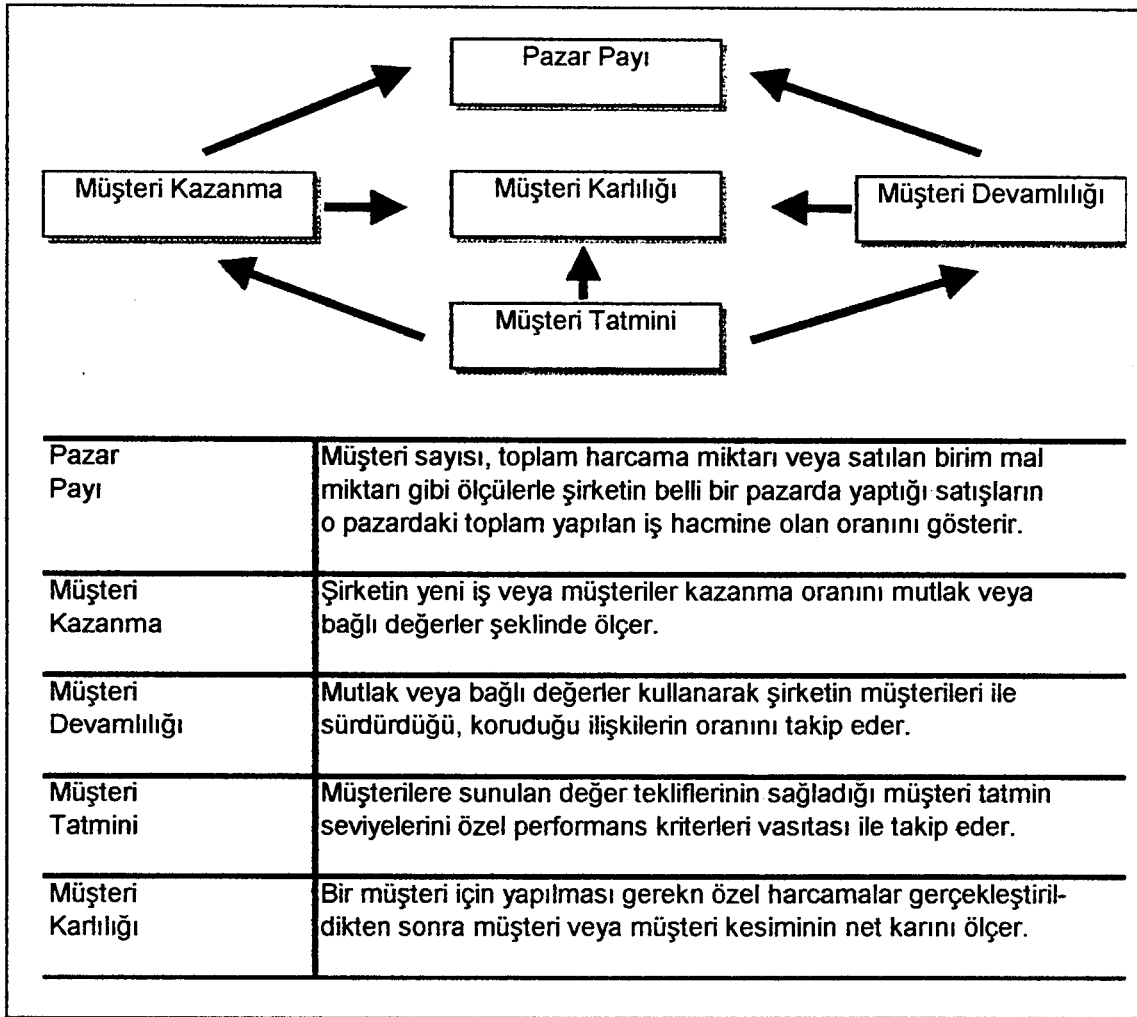 Pazar Payı
Müşteri Kazanma
Müşteri Karlılığı
Müşteri Devamlılığı
Müşteri Tatmini
Pazar
Payı
Müşteri sayısı, toplam harcama miktarı veya satılan birim mal
miktarı gibi ölçülerle şirketin belli bir pazarda yaptığı satışların
o pazardaki toplam yapılan iş hacmine olan oranını gösterir.
Müşteri
Kazanma
Şirketin yeni iş veya müşteriler kazanma oranını mutlak veya
bağlı değerler şeklinde ölçer.
Müşteri
Devamlılığı
Mutlak veya bağlı değerler kullanarak şirketin müşterileri ile
sürdürdüğü, koruduğu ilişkilerin oranını takip eder.
Müşteri
Tatmini
Müşterilere sunulan değer tekliflerinin sağladığı müşteri tatmin
seviyelerini özel performans kriterleri vasıtası ile takip eder.
Müşteri
Karlılığı
Bir müşteri için yapılması gerekn özel harcamalar gerçekleştiril-
dikten sonra müşteri veya müşteri kesiminin net karını ölçer.